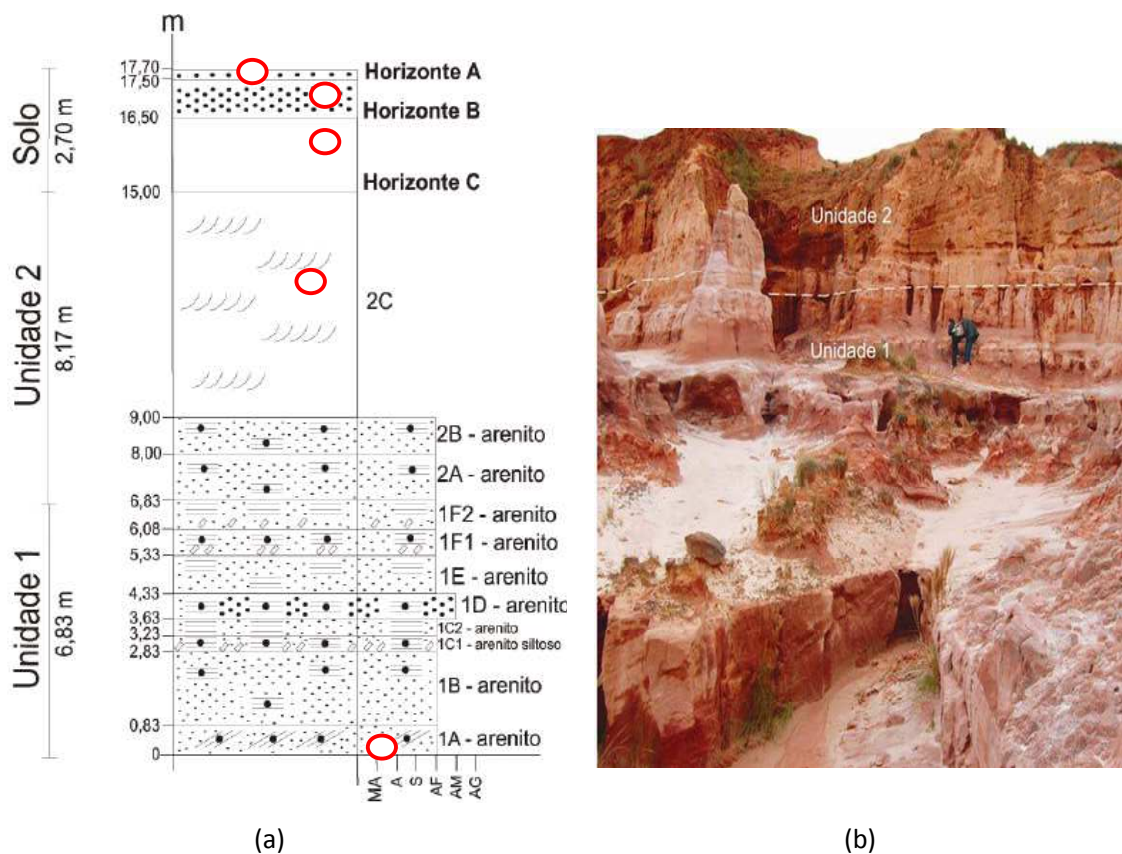 m
17,70
17,50
16,50
15,00
9,00
8,00
6,83
6,08
5,33
4,33
3,63
3,23
2,83
0,83
0
Solo
2,70 m
Unidade 2
8,17 m
Unidade 1
6,83 m
Horizonte A
Horizonte B
Horizonte C
2C
2B - arenito
2A - arenito
1F2 - arenito
1F1 - arenito
1E - arenito
1D - arenito
1C2 - arenito
1C1 - arenito siltoso
1B - arenito
1A - arenito
MA
A
S
AF
AM
AG
(a)
Unidade 2
Unidade 1
(b)